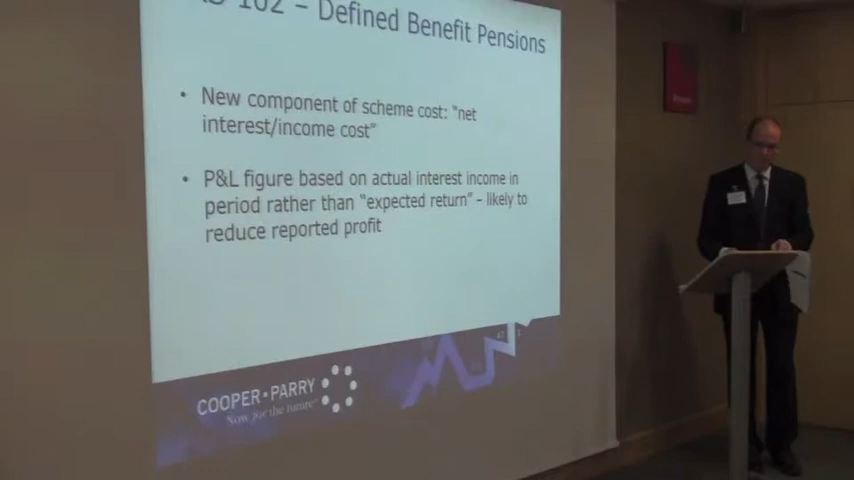 102 – Defined Benefit Pensions
• New component of scheme cost: “net
interest/income cost”
• P&L figure based on actual interest income in
period rather than “expected return” – likely to
reduce reported profit
COOPER·PARRY
Now for the future